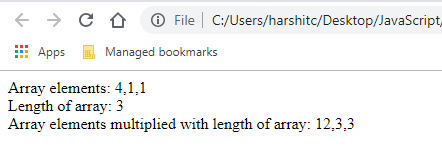 File C:/Users/harshitc/Desktop/JavaScript/
Apps Managed bookmarks
Array elements: 4,1,1
Length of array: 3
Array elements multiplied with length of array: 12,3,3